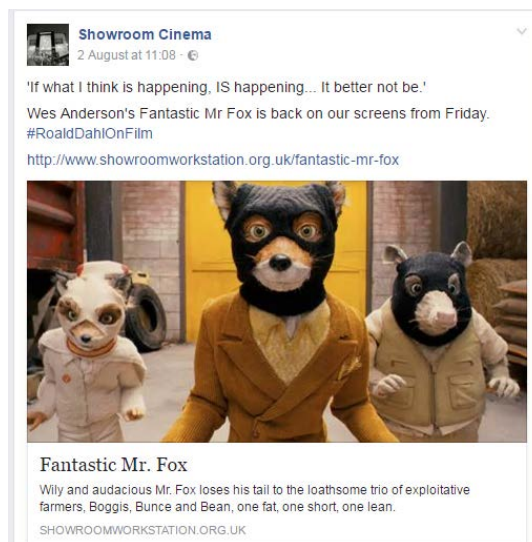 Showroom Cinema
2 August at 11:08 ·
'If what I think is happening, IS happening... It better not be.'
Wes Anderson's Fantastic Mr Fox is back on our screens from Friday.
#RoaldDahlOnFilm
http://www.showroomworkstation.org.uk/fantastic-mr-fox
Fantastic Mr. Fox
Wily and audacious Mr. Fox loses his tail to the loathsome trio of exploitative
farmers, Boggis, Bunce and Bean, one fat, one short, one lean.
SHOWROOMWORKSTATION.ORG.UK